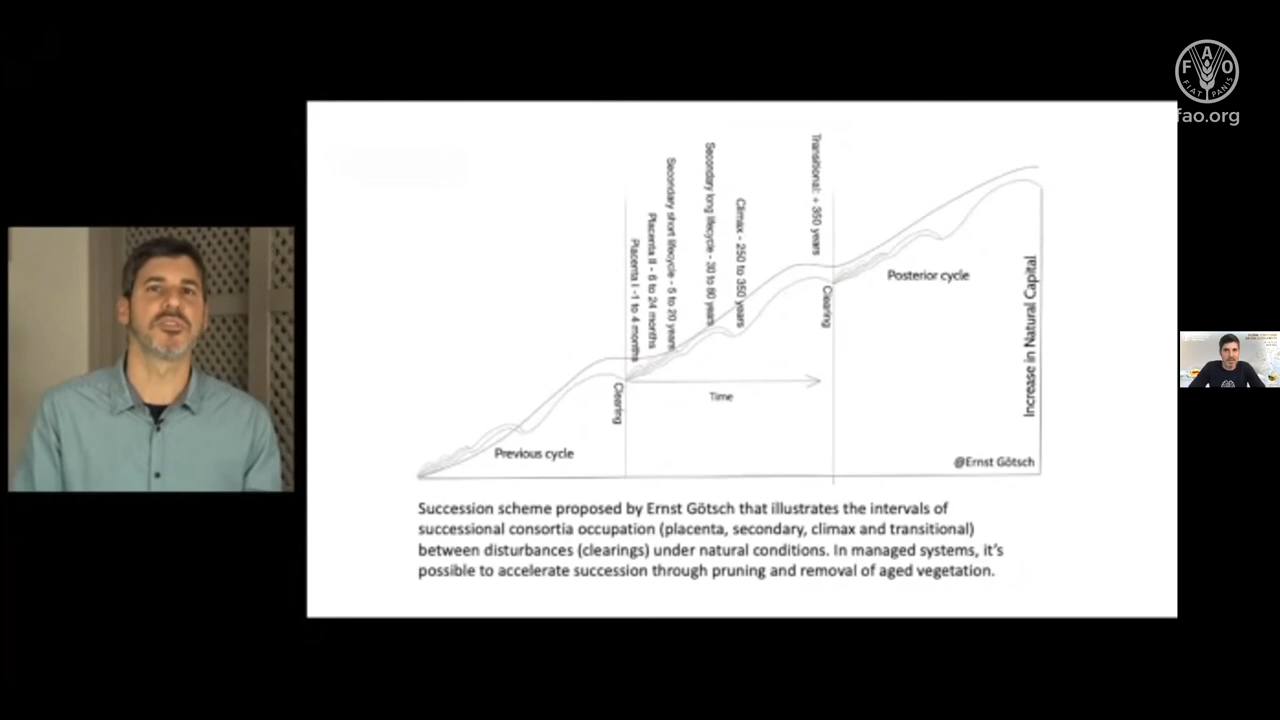 FAO
FIAT PANIS
fao.org
Transitional: + 350 years
Secondary long lifecycle - 30 to 80 years
Secondary short lifecycle - 5 to 20 years
Climax - 250 to 350 years
Placenta II - 6 to 24 months
Placenta I -1 to 4 months
Clearing
Posterior cycle
Increase in Natural Capital
Clearing
Time
Previous cycle
@Ernst Götsch
Succession scheme proposed by Ernst Götsch that illustrates the intervals of
successional consortia occupation (placenta, secondary, climax and transitional)
between disturbances (clearings) under natural conditions. In managed systems, it's
possible to accelerate succession through pruning and removal of aged vegetation.